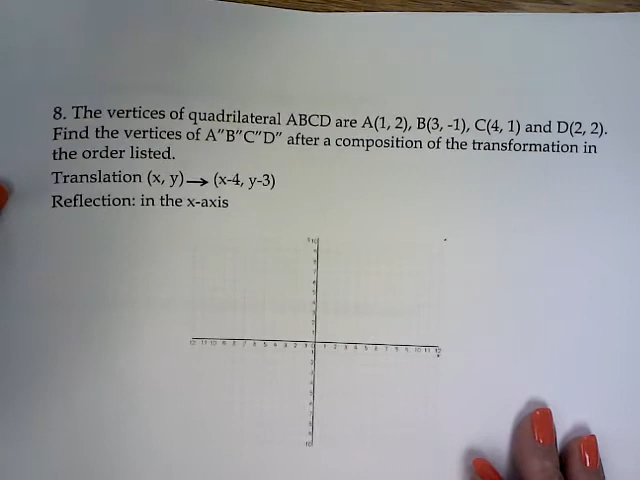 8. The vertices of quadrilateral ABCD are A(1, 2), B(3, -1), C(4, 1) and D(2, 2).
Find the vertices of A″B″C″D″ after a composition of the transformation in
the order listed.
Translation (x, y)→ (x-4, y-3)
Reflection: in the x-axis